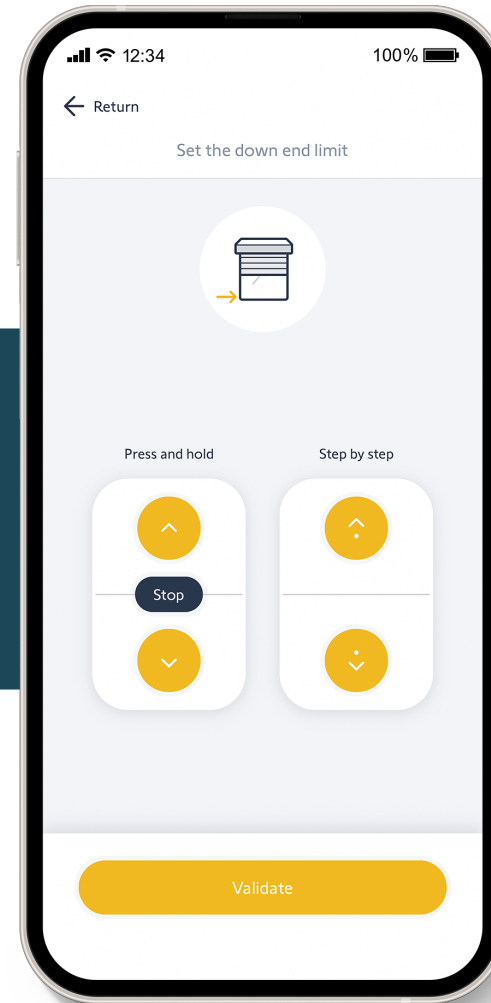 12:34
100%
Return
Set the down end limit
Press and hold
Step by step
Stop
Validate